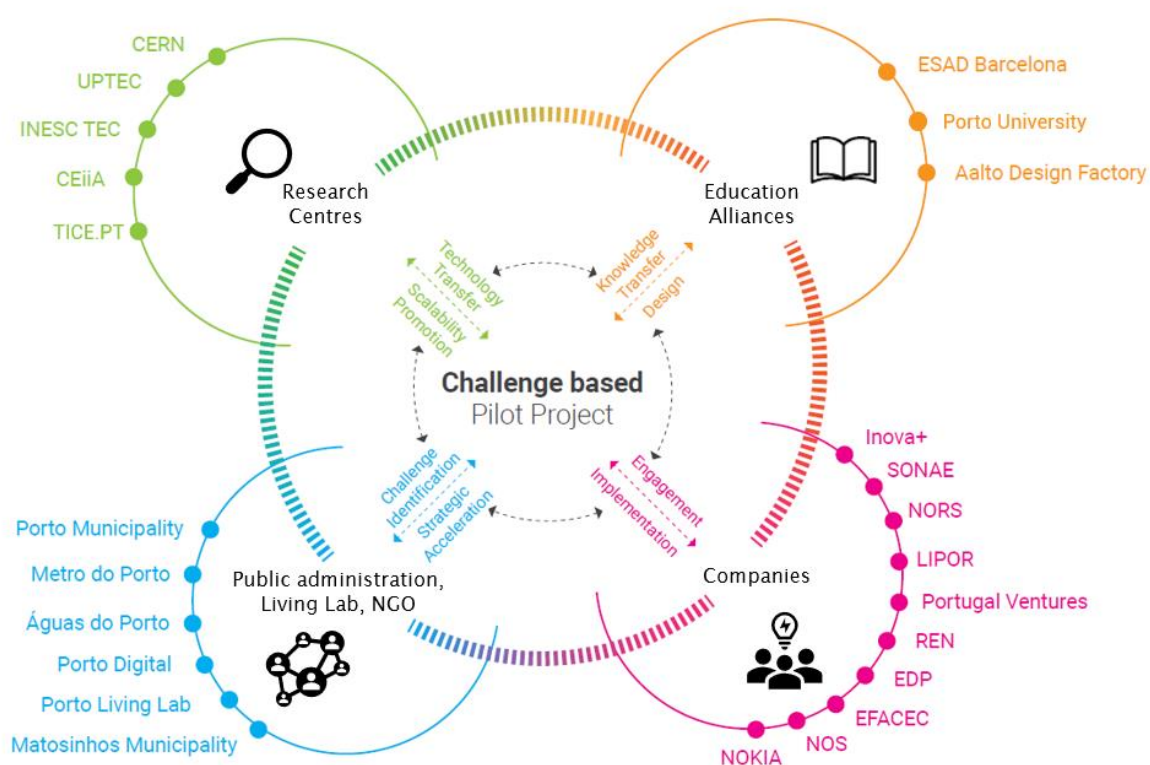 CERN
UPTEC
INESC TEC
CEiiA
TICE.PT
Research
Centres
ESAD Barcelona
Porto University
Aalto Design Factory
Education
Alliances
Technology
Transfer
Scalability
Promotion
Knowledge
Transfer
Design
Challenge based
Pilot Project
Challenge
Identification
Strategic
Acceleration
Engagement
Implementation
Porto Municipality
Metro do Porto
Águas do Porto
Porto Digital
Porto Living Lab
Matosinhos Municipality
Public administration,
Living Lab, NGO
Companies
Inova+
SONAE
NORS
LIPOR
Portugal Ventures
REN
EDP
EFACEC
NOS
NOKIA